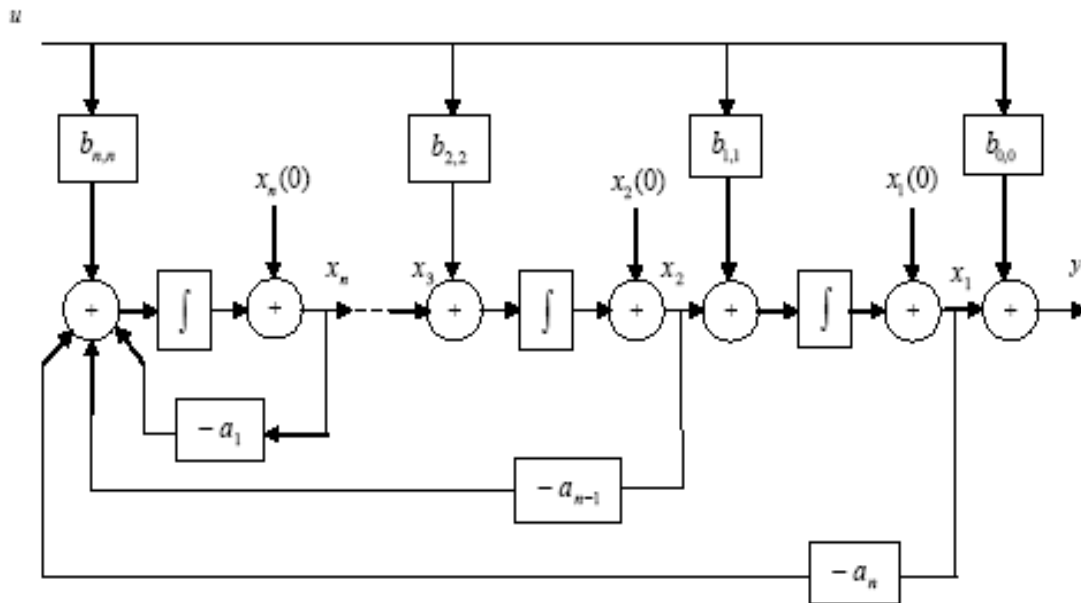 u
b_{n,n} b_{2,2} b_{1,1} b_{0,0}
x_n(0) x_2(0) x_1(0)
x_n x_3 x_2 x_1 y
+ ∫ + + ∫ + + ∫ + +
− a_1
− a_{n−1}
− a_n